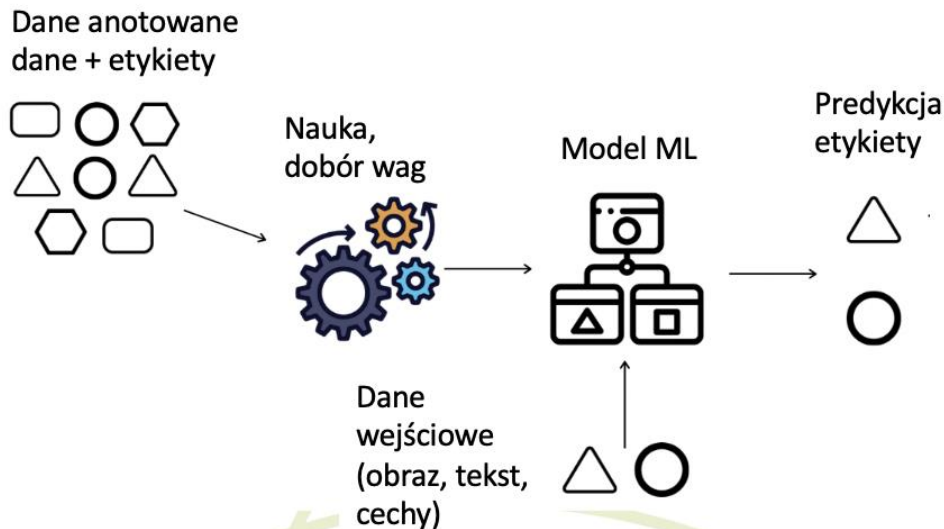 Dane anotowane
dane + etykiety
Nauka,
dobór wag
Model ML
Predykcja
etykiety
Dane
wejściowe
(obraz, tekst,
cechy)